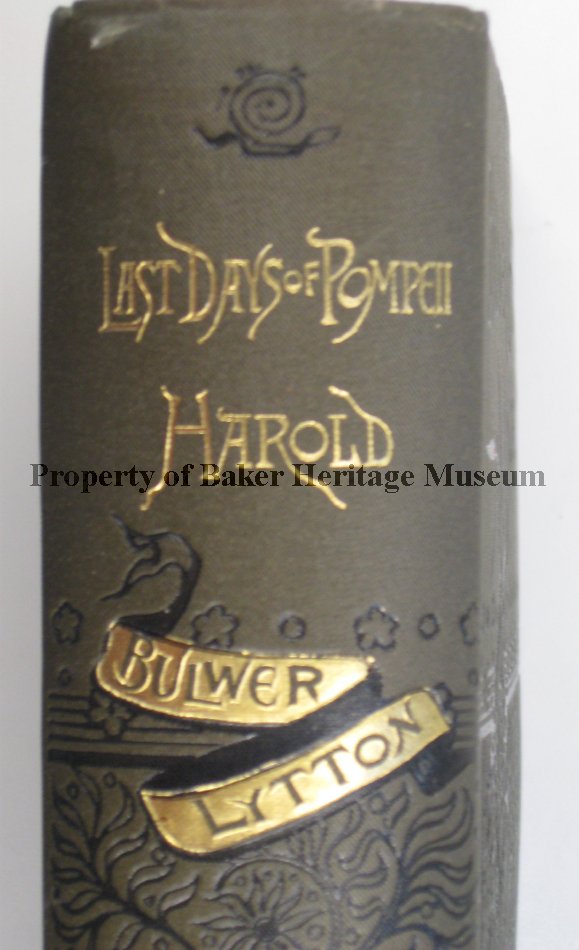 LAST DAYS OF POMPEII
HAROLD
Property of Baker Heritage Museum
BULWER
LYTTON